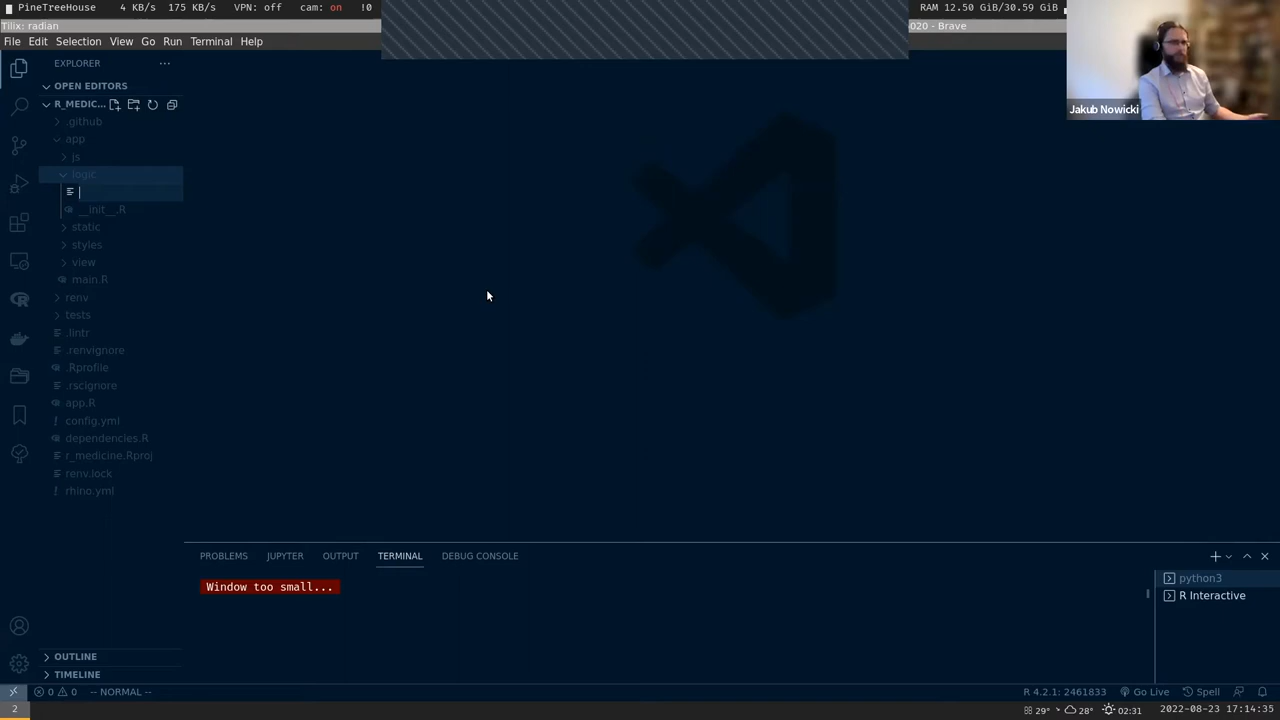 PineTreeHouse 4 KB/s 175 KB/s VPN: off cam: on !0 RAM 12.50 GiB/30.59 GiB
Tilix: radian 020 - Brave
File Edit Selection View Go Run Terminal Help
EXPLORER ...
OPEN EDITORS
R_MEDIC...
.github
app
js
logic
__init__.R
static
styles
view
main.R
renv
tests
.lintr
.renvignore
.Rprofile
.rscignore
app.R
config.yml
dependencies.R
r_medicine.Rproj
renv.lock
rhino.yml
Jakub Nowicki
PROBLEMS JUPYTER OUTPUT TERMINAL DEBUG CONSOLE
Window too small...
python3
R Interactive
OUTLINE
TIMELINE
0 0 -- NORMAL -- R 4.2.1: 2461833 Go Live Spell
2 29° 28° 02:31 2022-08-23 17:14:35